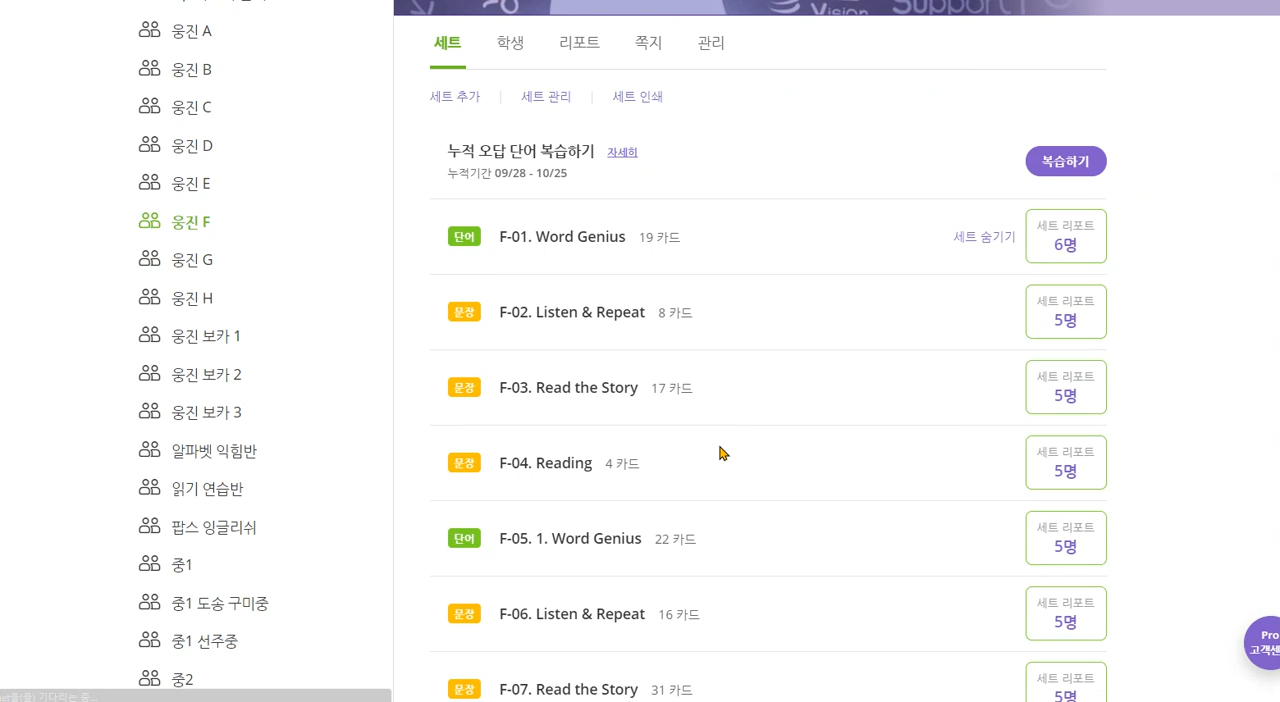 웅진 A
웅진 B
웅진 C
웅진 D
웅진 E
웅진 F
웅진 G
웅진 H
웅진 보카 1
웅진 보카 2
웅진 보카 3
알파벳 익힘반
읽기 연습반
팝스 잉글리쉬
중1
중1 도송 구미중
중1 선주중
중2
Vision
Support
세트 학생 리포트 쪽지 관리
세트 추가 | 세트 관리 | 세트 인쇄
누적 오답 단어 복습하기 자세히
누적기간 09/28 - 10/25
복습하기
단어 F-01. Word Genius 19 카드 세트 숨기기 세트 리포트 6명
문장 F-02. Listen & Repeat 8 카드 세트 리포트 5명
문장 F-03. Read the Story 17 카드 세트 리포트 5명
문장 F-04. Reading 4 카드 세트 리포트 5명
단어 F-05. 1. Word Genius 22 카드 세트 리포트 5명
문장 F-06. Listen & Repeat 16 카드 세트 리포트 5명
문장 F-07. Read the Story 31 카드 세트 리포트 5명
Pro
고객센